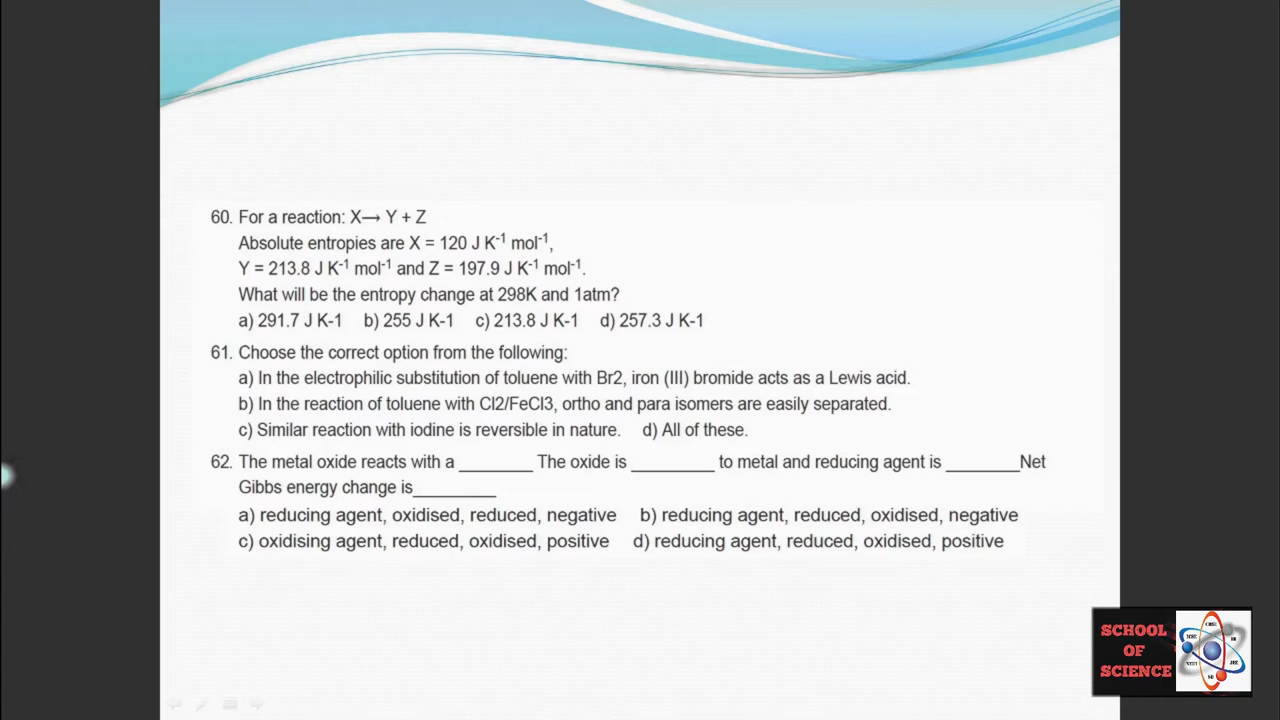 60. For a reaction: X→ Y + Z
Absolute entropies are X = 120 J K⁻¹ mol⁻¹,
Y = 213.8 J K⁻¹ mol⁻¹ and Z = 197.9 J K⁻¹ mol⁻¹.
What will be the entropy change at 298K and 1atm?
a) 291.7 J K-1 b) 255 J K-1 c) 213.8 J K-1 d) 257.3 J K-1
61. Choose the correct option from the following:
a) In the electrophilic substitution of toluene with Br2, iron (III) bromide acts as a Lewis acid.
b) In the reaction of toluene with Cl2/FeCl3, ortho and para isomers are easily separated.
c) Similar reaction with iodine is reversible in nature. d) All of these.
62. The metal oxide reacts with a ________ The oxide is _________ to metal and reducing agent is ________Net
Gibbs energy change is_________
a) reducing agent, oxidised, reduced, negative b) reducing agent, reduced, oxidised, negative
c) oxidising agent, reduced, oxidised, positive d) reducing agent, reduced, oxidised, positive
SCHOOL
OF
SCIENCE